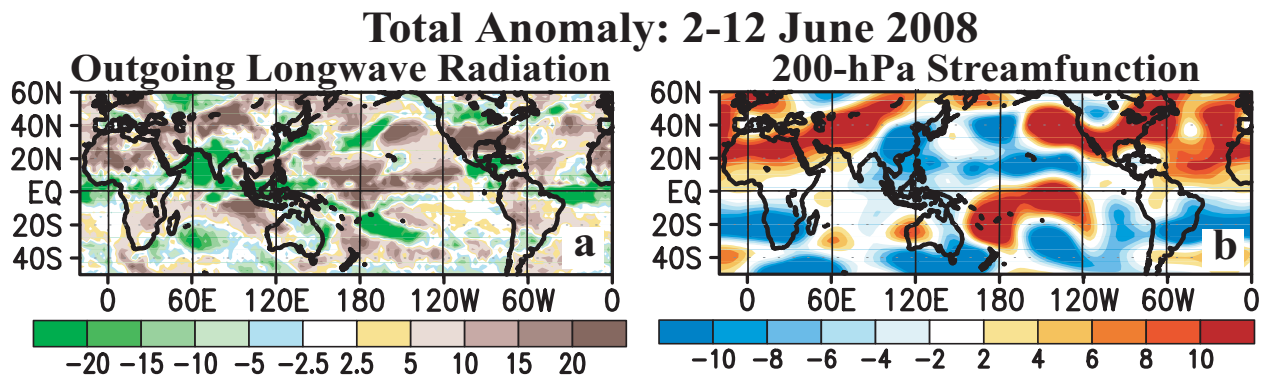 Total Anomaly: 2-12 June 2008
Outgoing Longwave Radiation
200-hPa Streamfunction
60N
40N
20N
EQ
20S
40S
a
0 60E 120E 180 120W 60W 0
−20 −15 −10 −5 −2.5 2.5 5 10 15 20
60N
40N
20N
EQ
20S
40S
b
0 60E 120E 180 120W 60W 0
−10 −8 −6 −4 −2 2 4 6 8 10